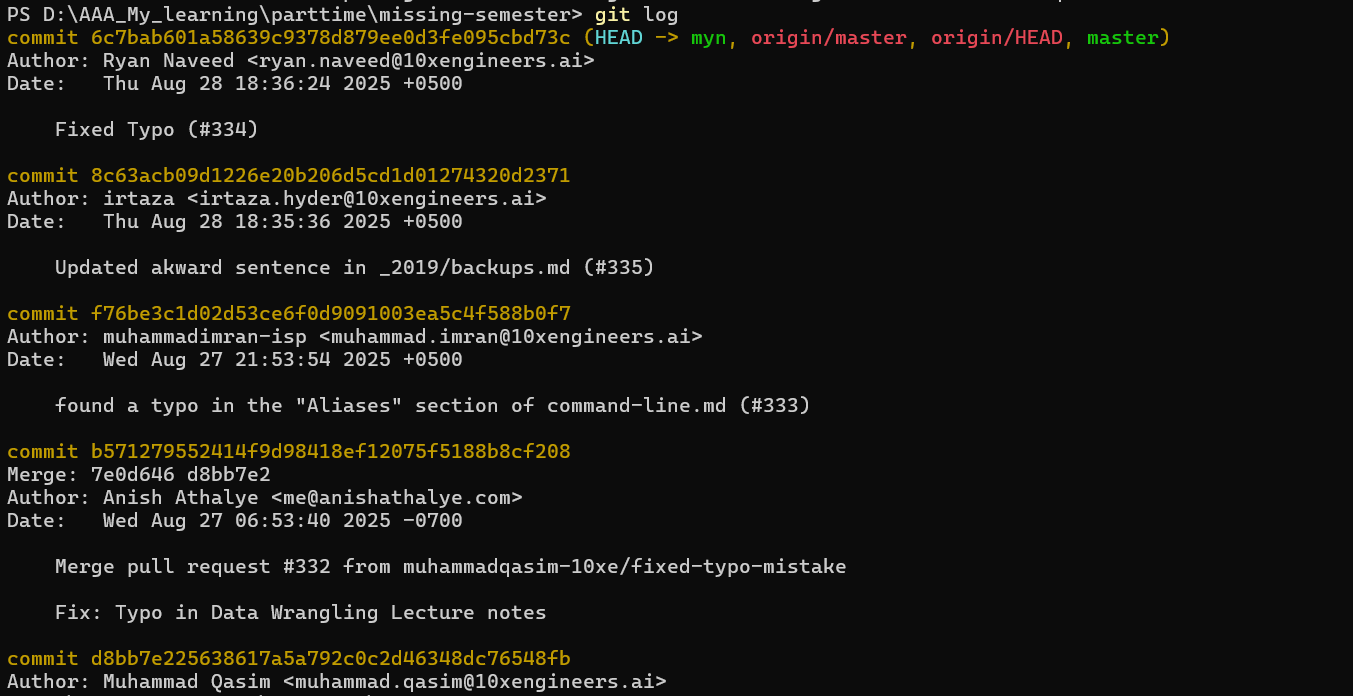 PS D:\AAA_My_learning\parttime\missing-semester> git log
commit 6c7bab601a58639c9378d879ee0d3fe095cbd73c (HEAD -> myn, origin/master, origin/HEAD, master)
Author: Ryan Naveed <ryan.naveed@10xengineers.ai>
Date:   Thu Aug 28 18:36:24 2025 +0500
    Fixed Typo (#334)
commit 8c63acb09d1226e20b206d5cd1d01274320d2371
Author: irtaza <irtaza.hyder@10xengineers.ai>
Date:   Thu Aug 28 18:35:36 2025 +0500
    Updated akward sentence in _2019/backups.md (#335)
commit f76be3c1d02d53ce6f0d9091003ea5c4f588b0f7
Author: muhammadimran-isp <muhammad.imran@10xengineers.ai>
Date:   Wed Aug 27 21:53:54 2025 +0500
    found a typo in the "Aliases" section of command-line.md (#333)
commit b571279552414f9d98418ef12075f5188b8cf208
Merge: 7e0d646 d8bb7e2
Author: Anish Athalye <me@anishathalye.com>
Date:   Wed Aug 27 06:53:40 2025 -0700
    Merge pull request #332 from muhammadqasim-10xe/fixed-typo-mistake
    Fix: Typo in Data Wrangling Lecture notes
commit d8bb7e225638617a5a792c0c2d46348dc76548fb
Author: Muhammad Qasim <muhammad.qasim@10xengineers.ai>